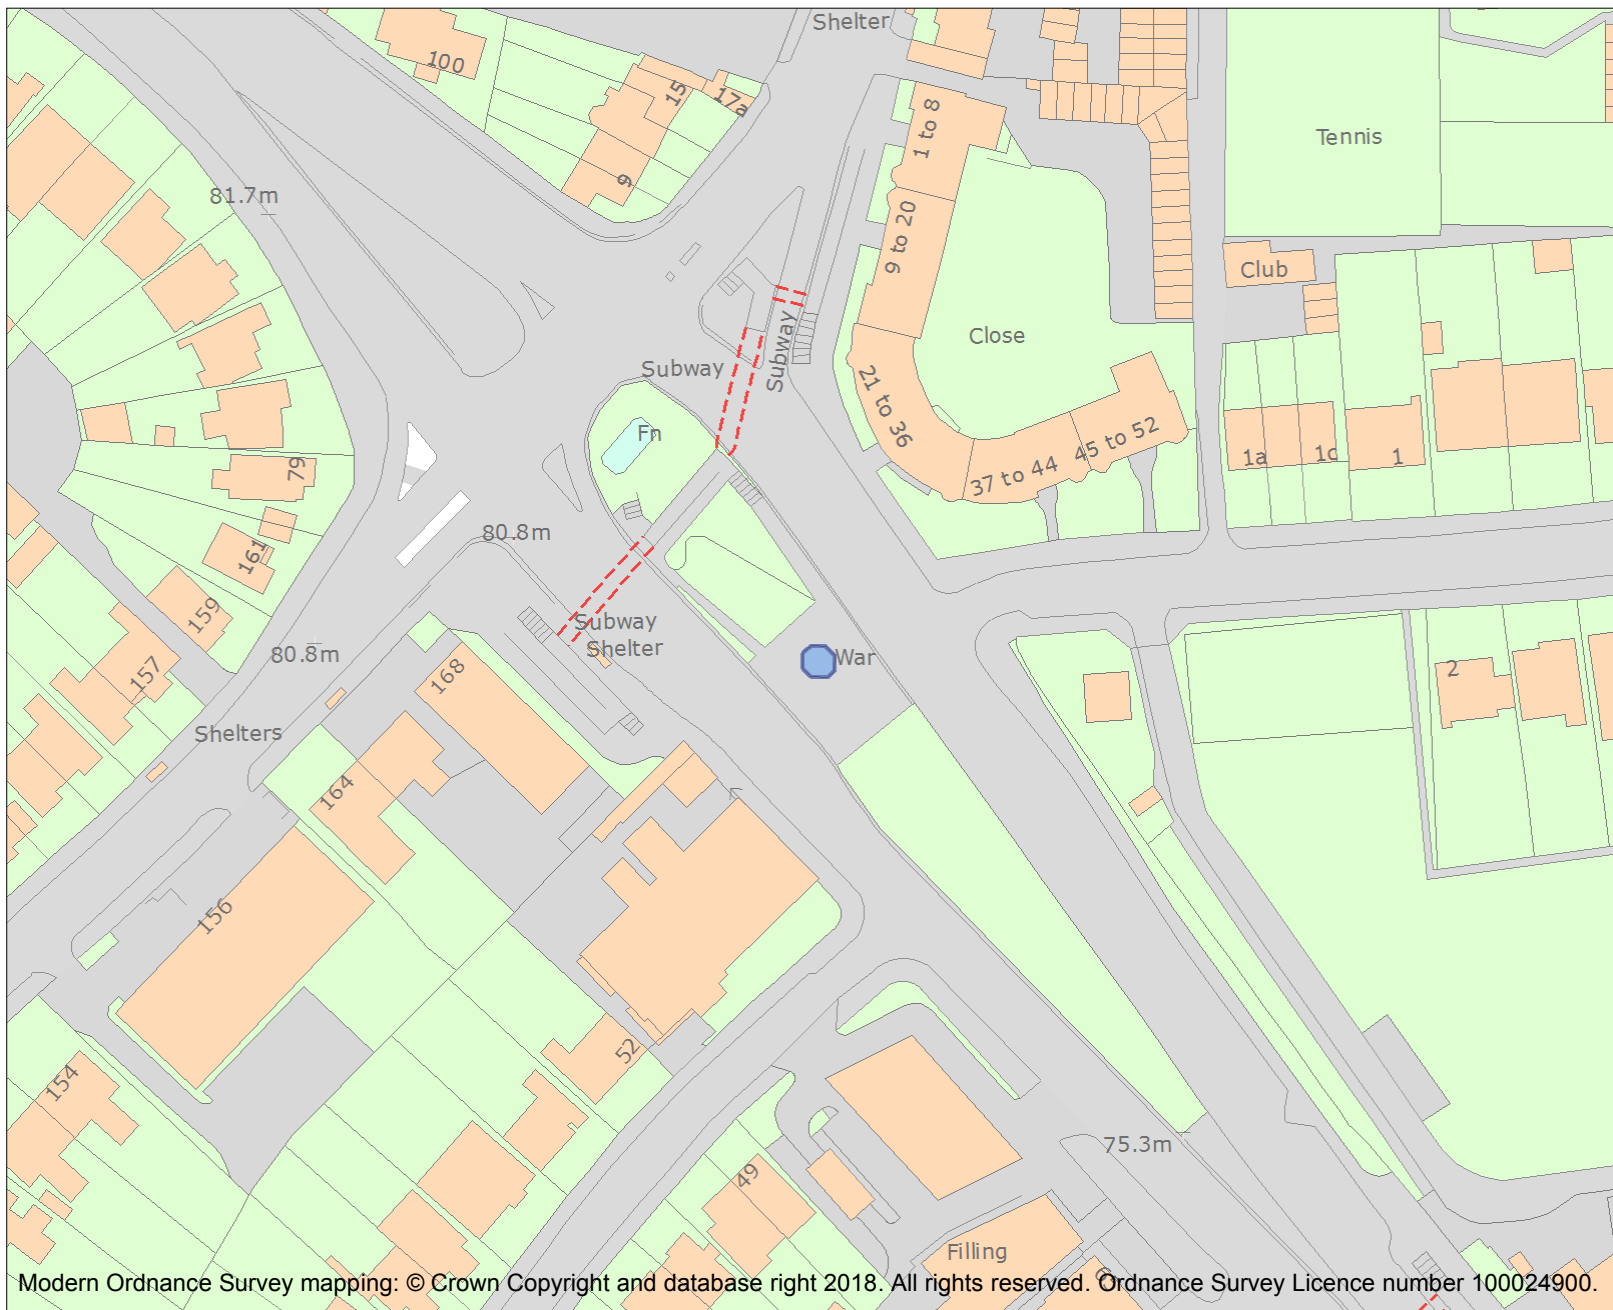 Shelter
100
15
17a
9
1 to 8
Tennis
81.7m
9 to 20
Club
Close
Subway
Subway
21 to 36
Fn
45 to 52
37 to 44
1a
1c
1
79
80.8m
161
159
Subway
Shelter
80.8m
War
157
168
2
Shelters
164
156
52
154
75.3m
49
Filling
Modern Ordnance Survey mapping: © Crown Copyright and database right 2018. All rights reserved. Ordnance Survey Licence number 100024900.